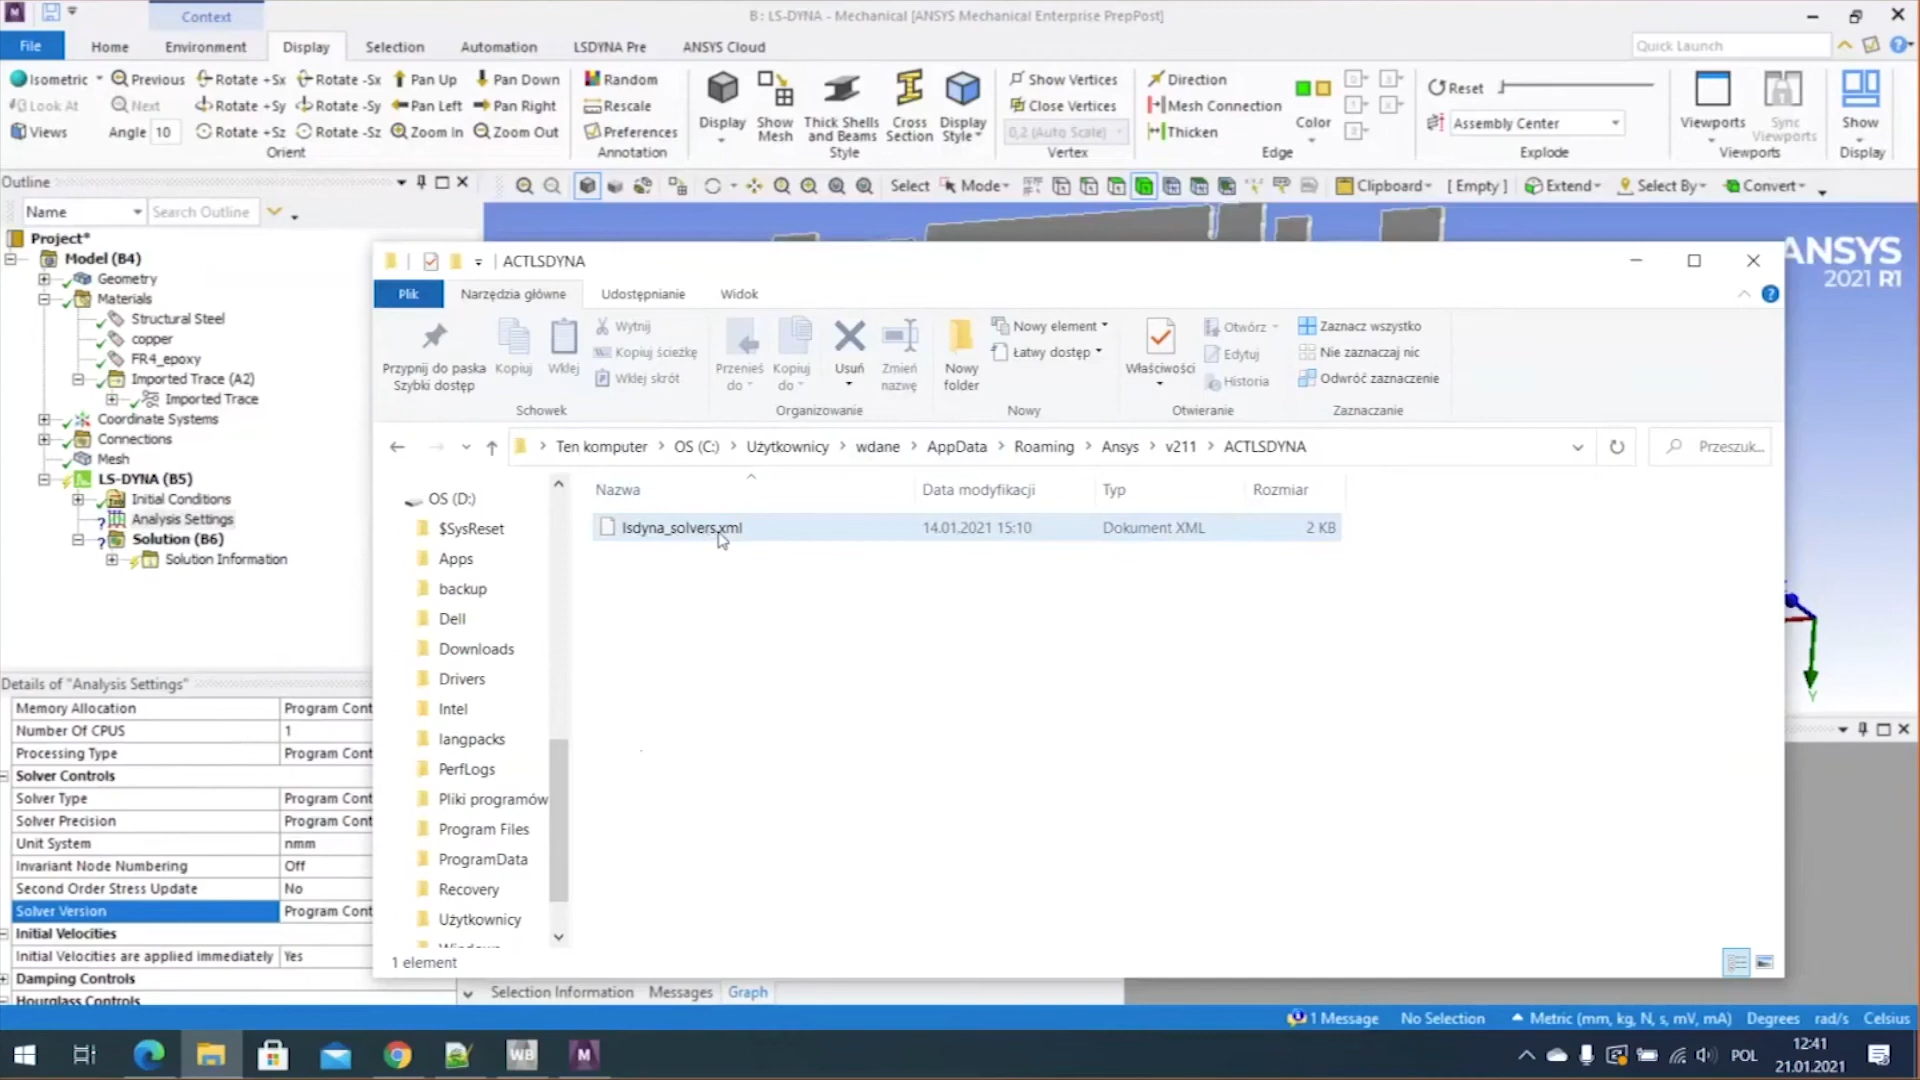 Context
B : LS-DYNA - Mechanical [ANSYS Mechanical Enterprise PrepPost]
File
Home
Environment
Display
Selection
Automation
LSDYNA Pre
ANSYS Cloud
Quick Launch
Isometric
Previous
Rotate +Sx
Rotate -Sx
Pan Up
Pan Down
Random
Look At
Next
Rotate +Sy
Rotate -Sy
Pan Left
Pan Right
Rescale
Views
Angle 10
Rotate +Sz
Rotate -Sz
Zoom In
Zoom Out
Preferences
Orient
Annotation
Display
Show
Mesh
Thick Shells
and Beams
Cross
Section
Display
Style
Style
Show Vertices
Close Vertices
0,2 (Auto Scale)
Vertex
Direction
Mesh Connection
Thicken
Color
Edge
Reset
Assembly Center
Explode
Viewports
Sync
Viewports
Viewports
Show
Display
Outline
Select
Mode
Clipboard
[ Empty ]
Extend
Select By
Convert
Name
Search Outline
Project*
Model (B4)
Geometry
Materials
Structural Steel
copper
FR4_epoxy
Imported Trace (A2)
Imported Trace
Coordinate Systems
Connections
Mesh
LS-DYNA (B5)
Initial Conditions
Analysis Settings
Solution (B6)
Solution Information
ANSYS
2021 R1
Y
ACTLSDYNA
Plik
Narzędzia główne
Udostępnianie
Widok
Przypnij do paska
Szybki dostęp
Kopiuj
Wklej
Wytnij
Kopiuj ścieżkę
Wklej skrót
Schowek
Przenieś
do
Kopiuj
do
Usuń
Zmień
nazwę
Organizowanie
Nowy
folder
Nowy element
Łatwy dostęp
Nowy
Właściwości
Otwórz
Edytuj
Historia
Otwieranie
Zaznacz wszystko
Nie zaznaczaj nic
Odwróć zaznaczenie
Zaznaczanie
Ten komputer
OS (C:)
Użytkownicy
wdane
AppData
Roaming
Ansys
v211
ACTLSDYNA
Przeszuk...
Nazwa
Data modyfikacji
Typ
Rozmiar
lsdyna_solvers.xml
14.01.2021 15:10
Dokument XML
2 KB
OS (D:)
$SysReset
Apps
backup
Dell
Downloads
Drivers
Intel
langpacks
PerfLogs
Pliki programów
Program Files
ProgramData
Recovery
Użytkownicy
1 element
Details of "Analysis Settings"
Memory Allocation
Program Cont
Number Of CPUS
1
Processing Type
Program Cont
Solver Controls
Solver Type
Program Cont
Solver Precision
Program Cont
Unit System
nmm
Invariant Node Numbering
Off
Second Order Stress Update
No
Solver Version
Program Cont
Initial Velocities
Initial Velocities are applied immediately
Yes
Damping Controls
Hourglass Controls
Selection Information
Messages
Graph
1 Message
No Selection
Metric (mm, kg, N, s, mV, mA)
Degrees
rad/s
Celsius
WB
M
POL
12:41
21.01.2021